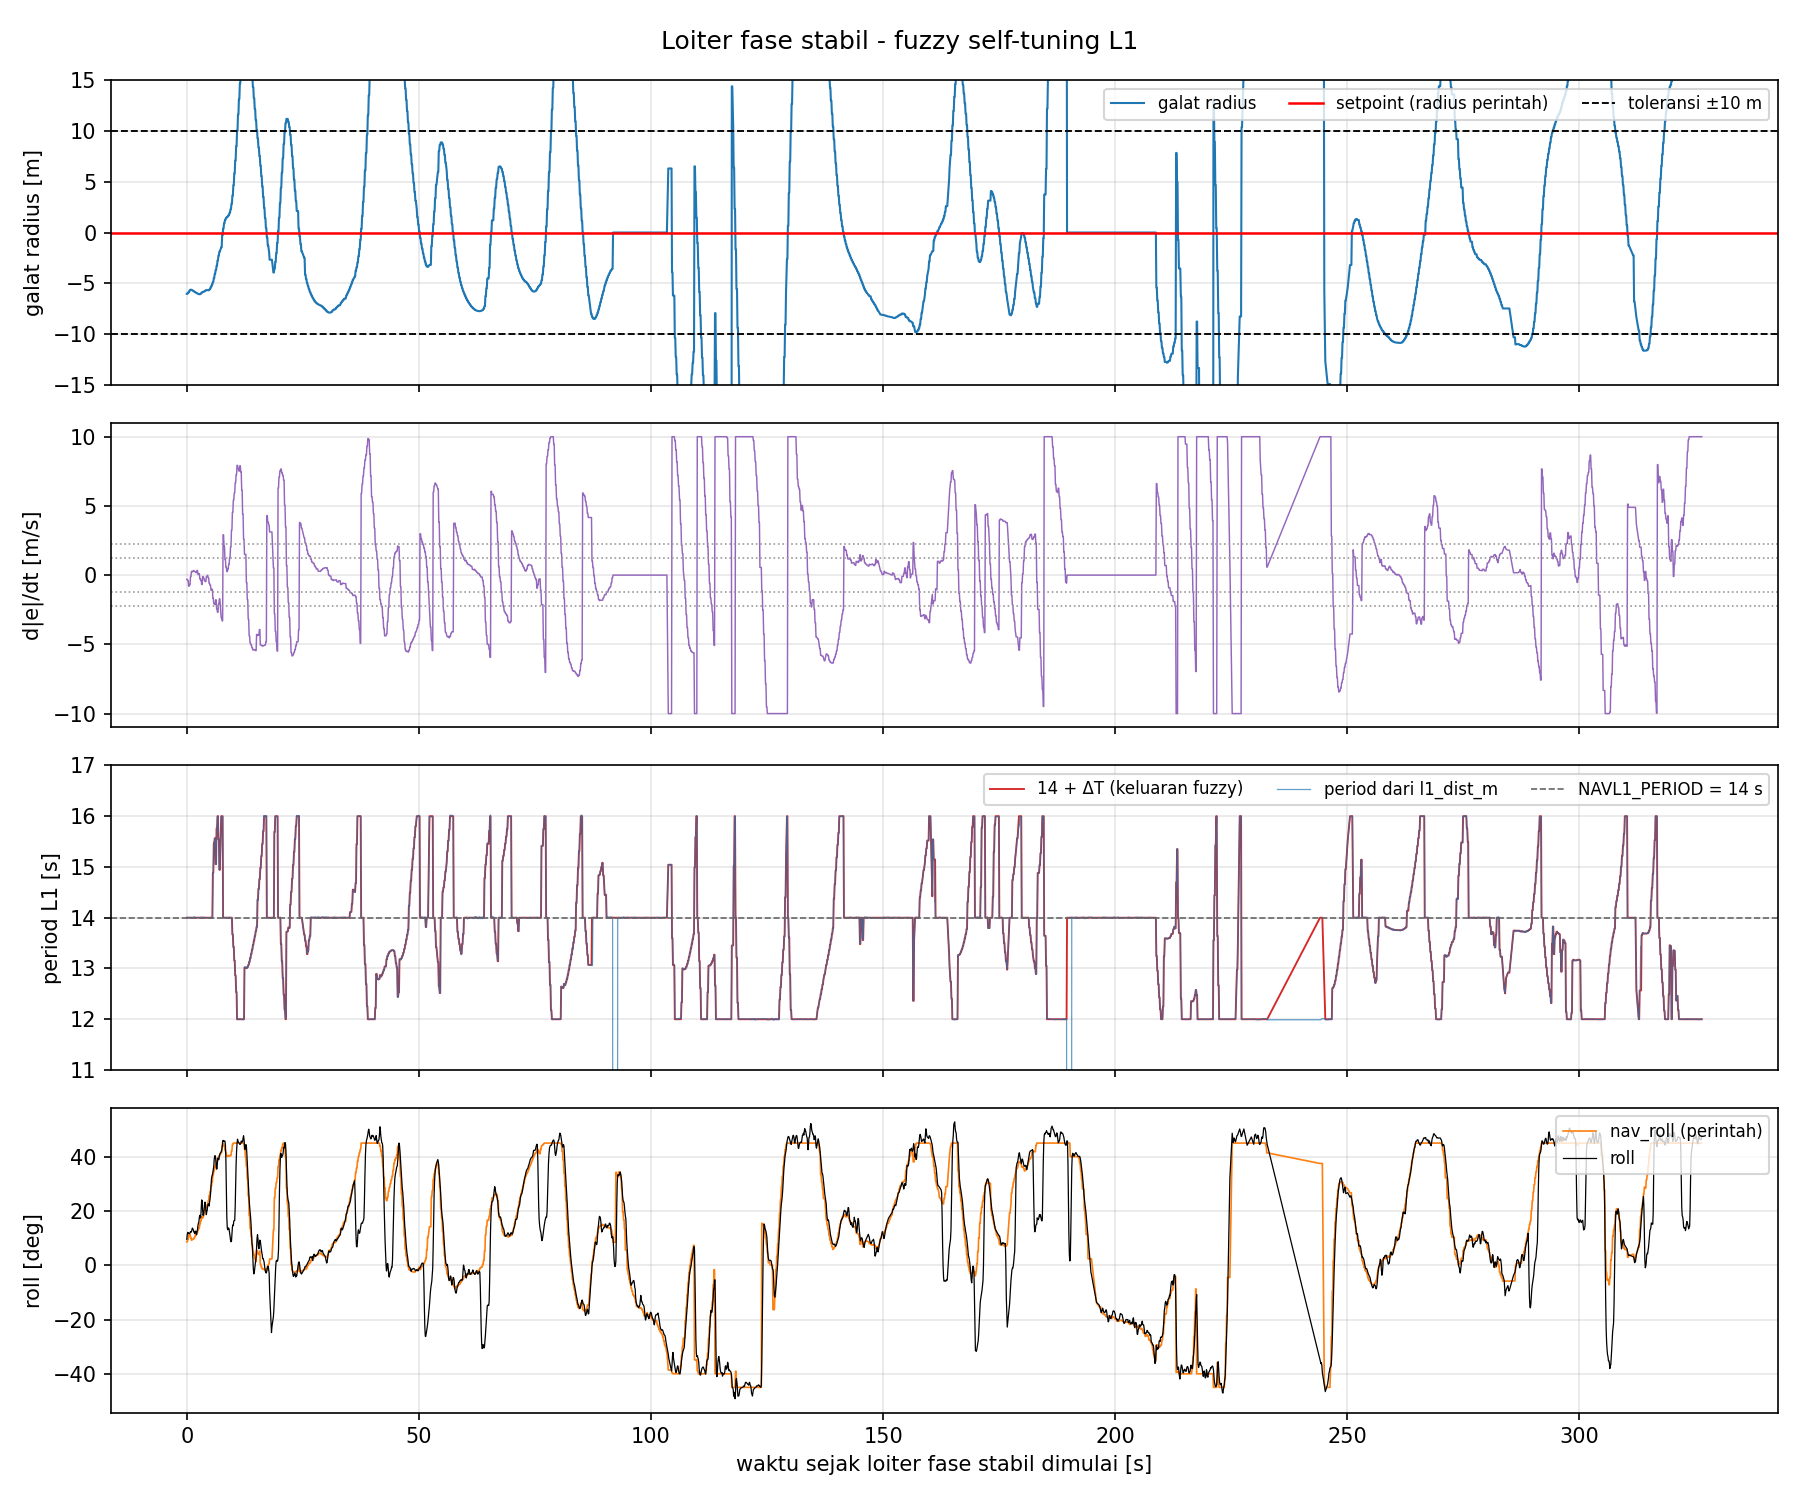 Loiter fase stabil - fuzzy self-tuning L1
galat radius [m]
15
10
5
0
−5
−10
−15
galat radius
setpoint (radius perintah)
toleransi ±10 m
d|e|/dt [m/s]
10
5
0
−5
−10
period L1 [s]
17
16
15
14
13
12
11
14 + ΔT (keluaran fuzzy)
period dari l1_dist_m
NAVL1_PERIOD = 14 s
roll [deg]
40
20
0
−20
−40
nav_roll (perintah)
roll
0
50
100
150
200
250
300
waktu sejak loiter fase stabil dimulai [s]